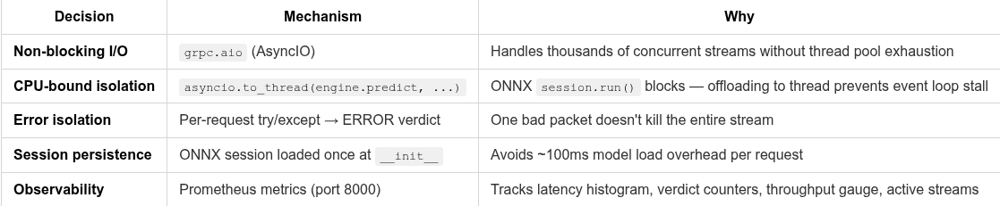 Decision Mechanism Why
Non-blocking I/O grpc.aio (AsyncIO) Handles thousands of concurrent streams without thread pool exhaustion
CPU-bound isolation asyncio.to_thread(engine.predict, ...) ONNX session.run() blocks — offloading to thread prevents event loop stall
Error isolation Per-request try/except → ERROR verdict One bad packet doesn't kill the entire stream
Session persistence ONNX session loaded once at __init__ Avoids ~100ms model load overhead per request
Observability Prometheus metrics (port 8000) Tracks latency histogram, verdict counters, throughput gauge, active streams